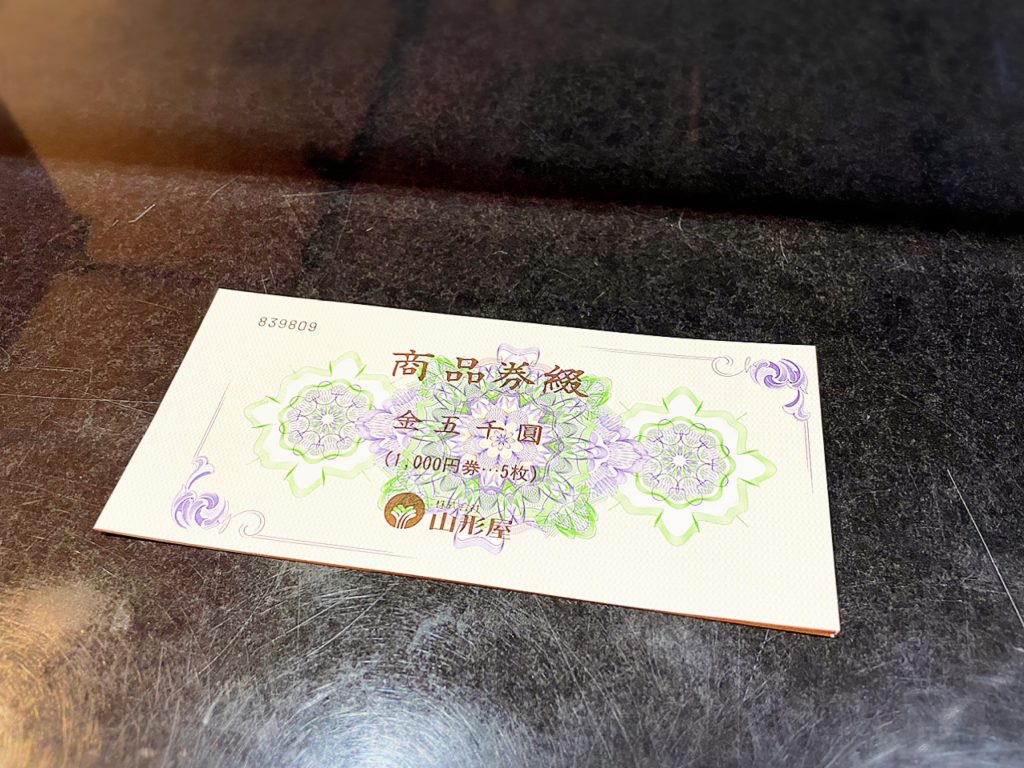 839809
商品券綴
金五千圓
(1,000円券…5枚)
山形屋